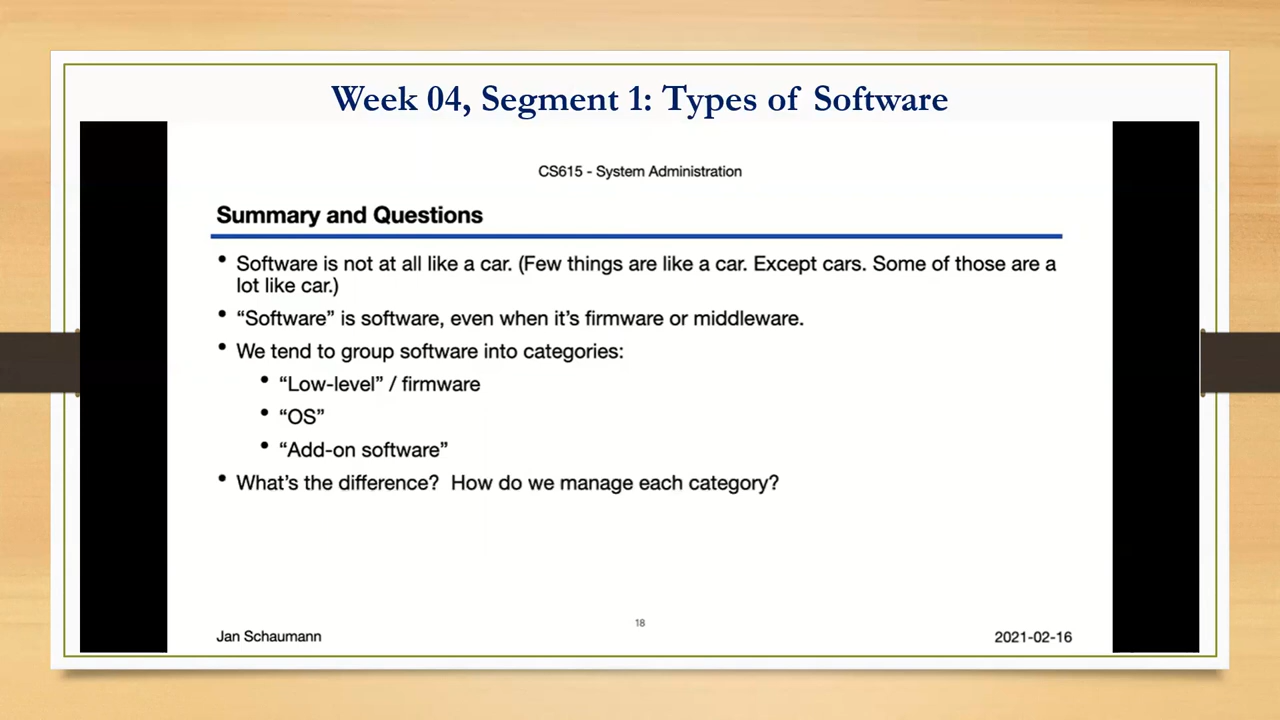 Week 04, Segment 1: Types of Software
CS615 - System Administration
Summary and Questions
• Software is not at all like a car. (Few things are like a car. Except cars. Some of those are a
lot like car.)
• “Software” is software, even when it’s firmware or middleware.
• We tend to group software into categories:
• “Low-level” / firmware
• “OS”
• “Add-on software”
• What’s the difference?  How do we manage each category?
18
Jan Schaumann
2021-02-16